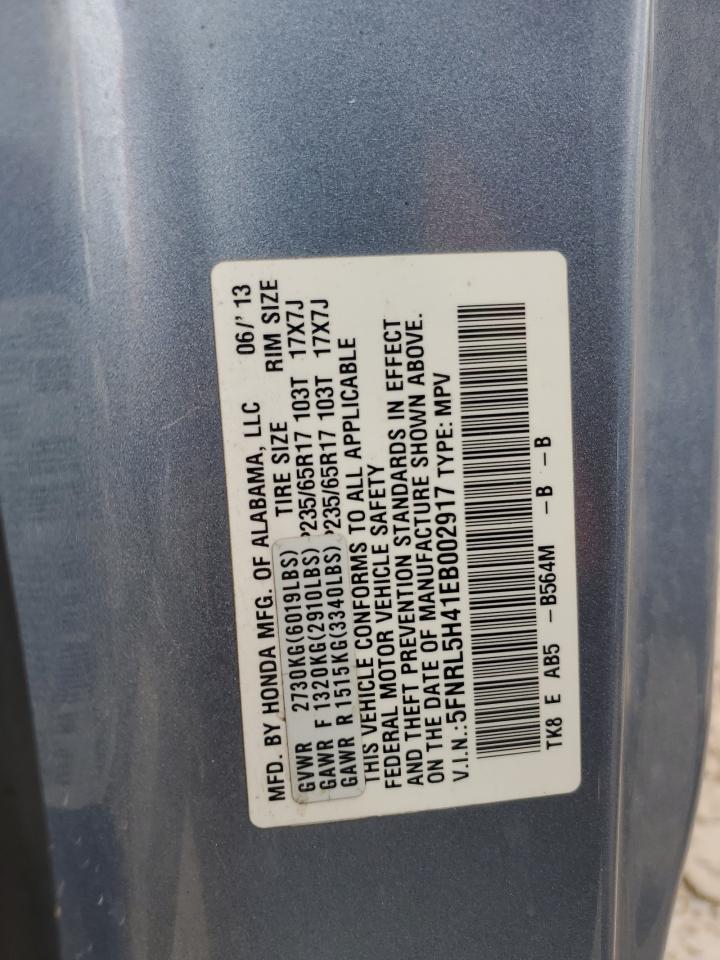 MFD. BY HONDA MFG. OF ALABAMA, LLC 06/'13
TIRE SIZE RIM SIZE
GVWR 2730KG(6019LBS)
GAWR F 1320KG(2910LBS) P235/65R17 103T 17X7J
GAWR R 1515KG(3340LBS) P235/65R17 103T 17X7J
THIS VEHICLE CONFORMS TO ALL APPLICABLE
FEDERAL MOTOR VEHICLE SAFETY
AND THEFT PREVENTION STANDARDS IN EFFECT
ON THE DATE OF MANUFACTURE SHOWN ABOVE.
V.I.N.:5FNRL5H41EB002917 TYPE: MPV
TK8 E AB5 -B564M -B -B